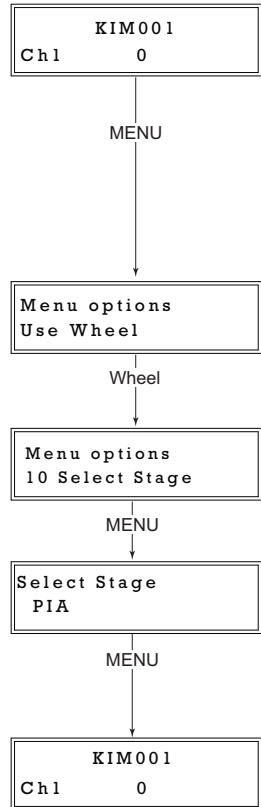 KIM001
Ch1 0
MENU
Menu options
Use Wheel
Wheel
Menu options
10 Select Stage
MENU
Select Stage
PIA
MENU
KIM001
Ch1 0